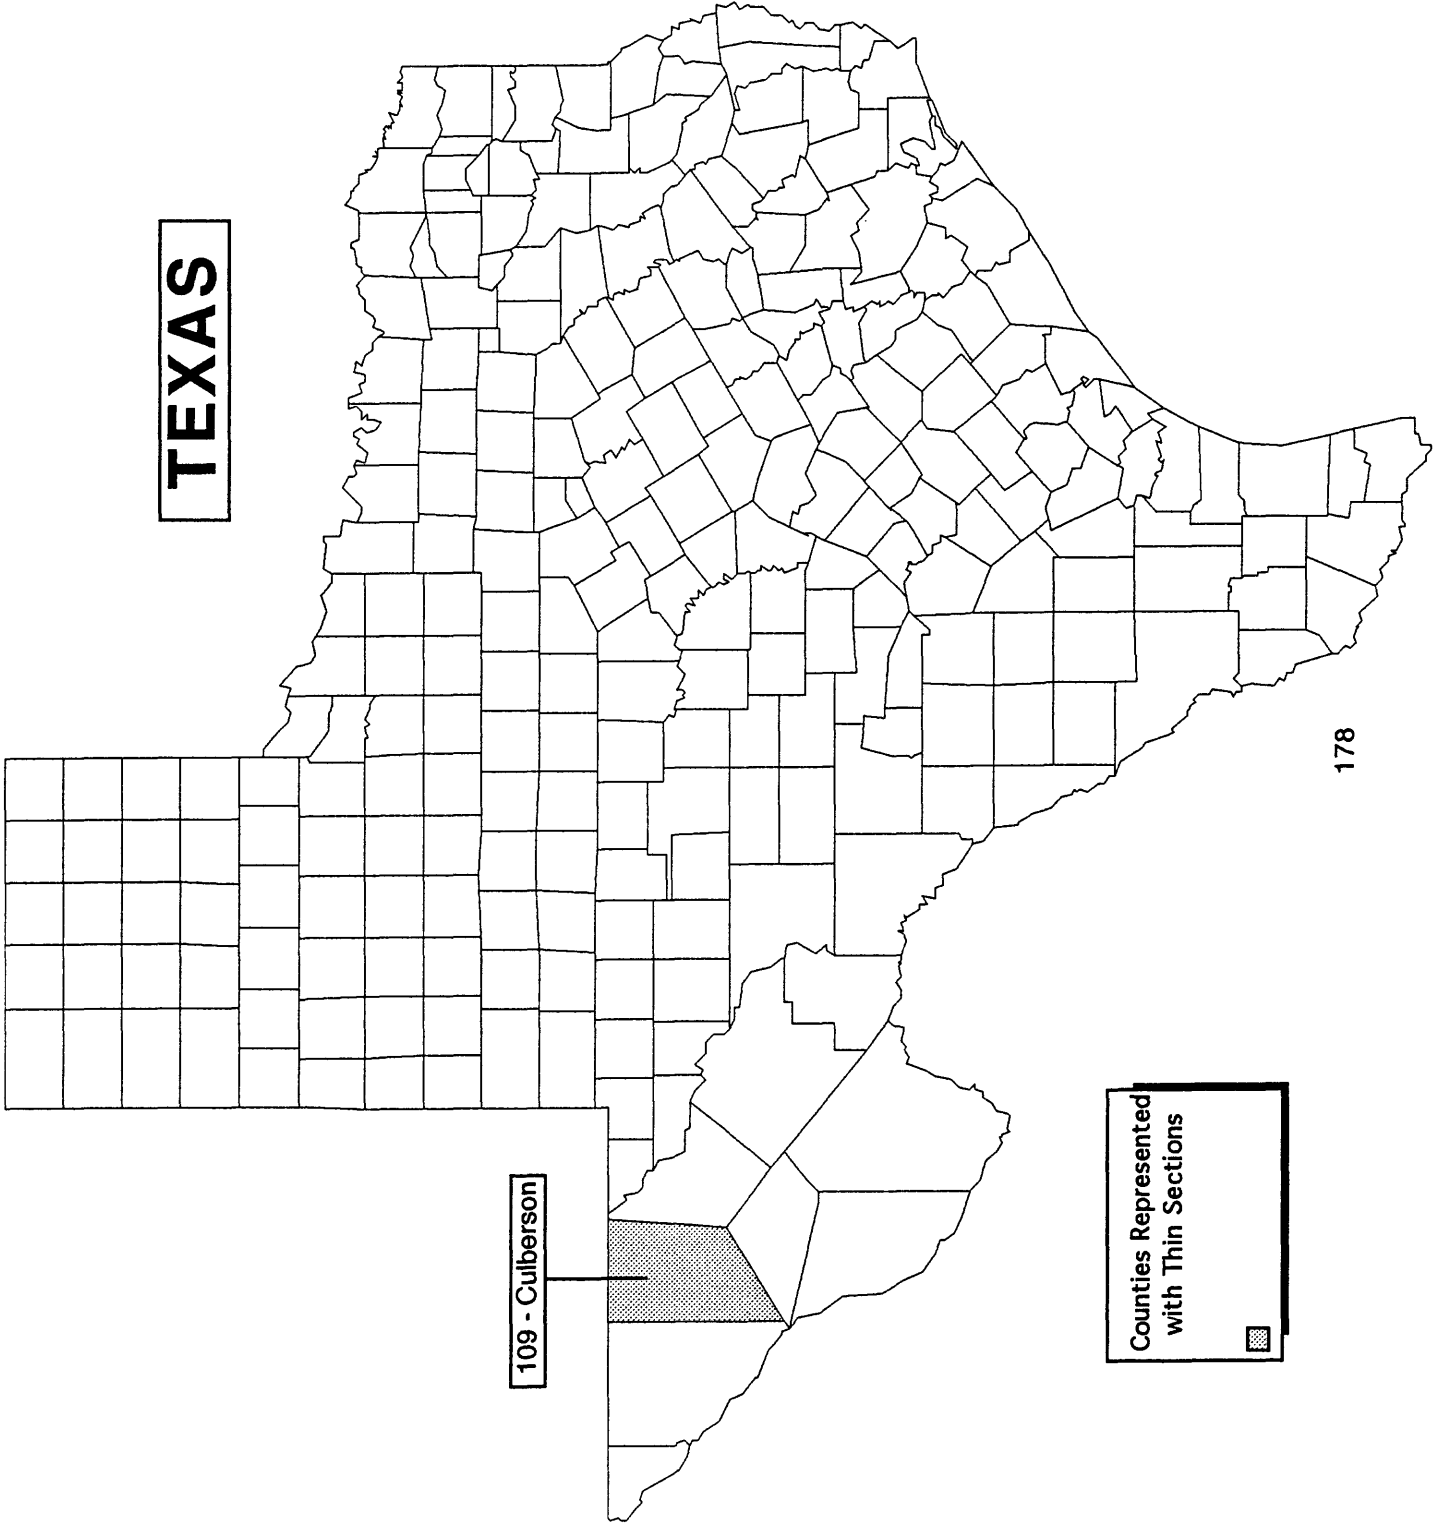 TEXAS
109 - Culberson
Counties Represented
with Thin Sections
178